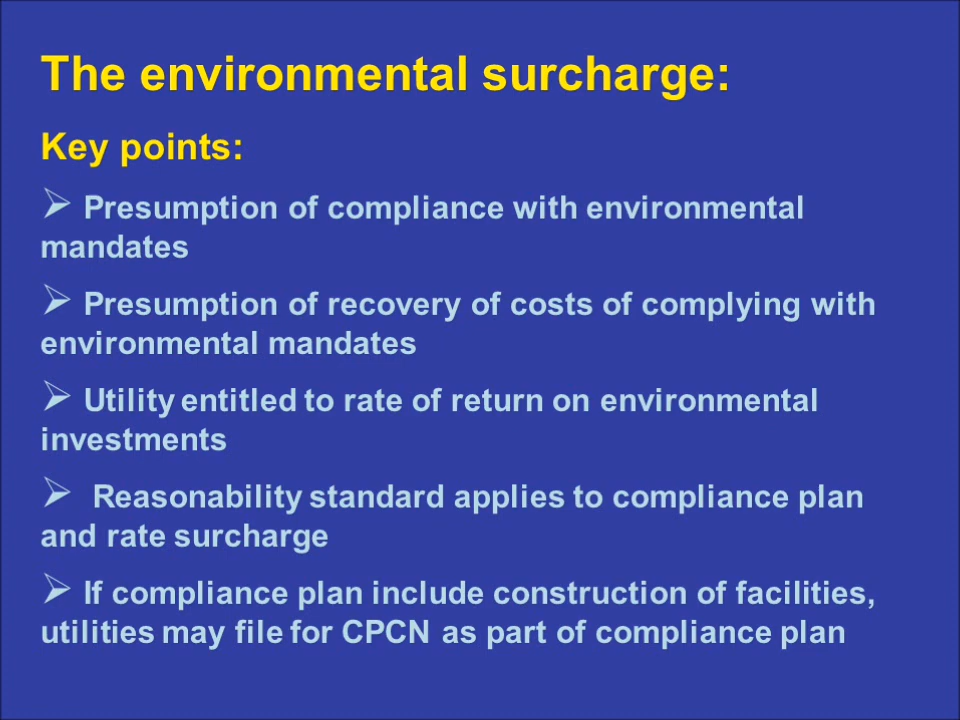 The environmental surcharge:
Key points:
➢ Presumption of compliance with environmental
mandates
➢ Presumption of recovery of costs of complying with
environmental mandates
➢ Utility entitled to rate of return on environmental
investments
➢ Reasonability standard applies to compliance plan
and rate surcharge
➢ If compliance plan include construction of facilities,
utilities may file for CPCN as part of compliance plan